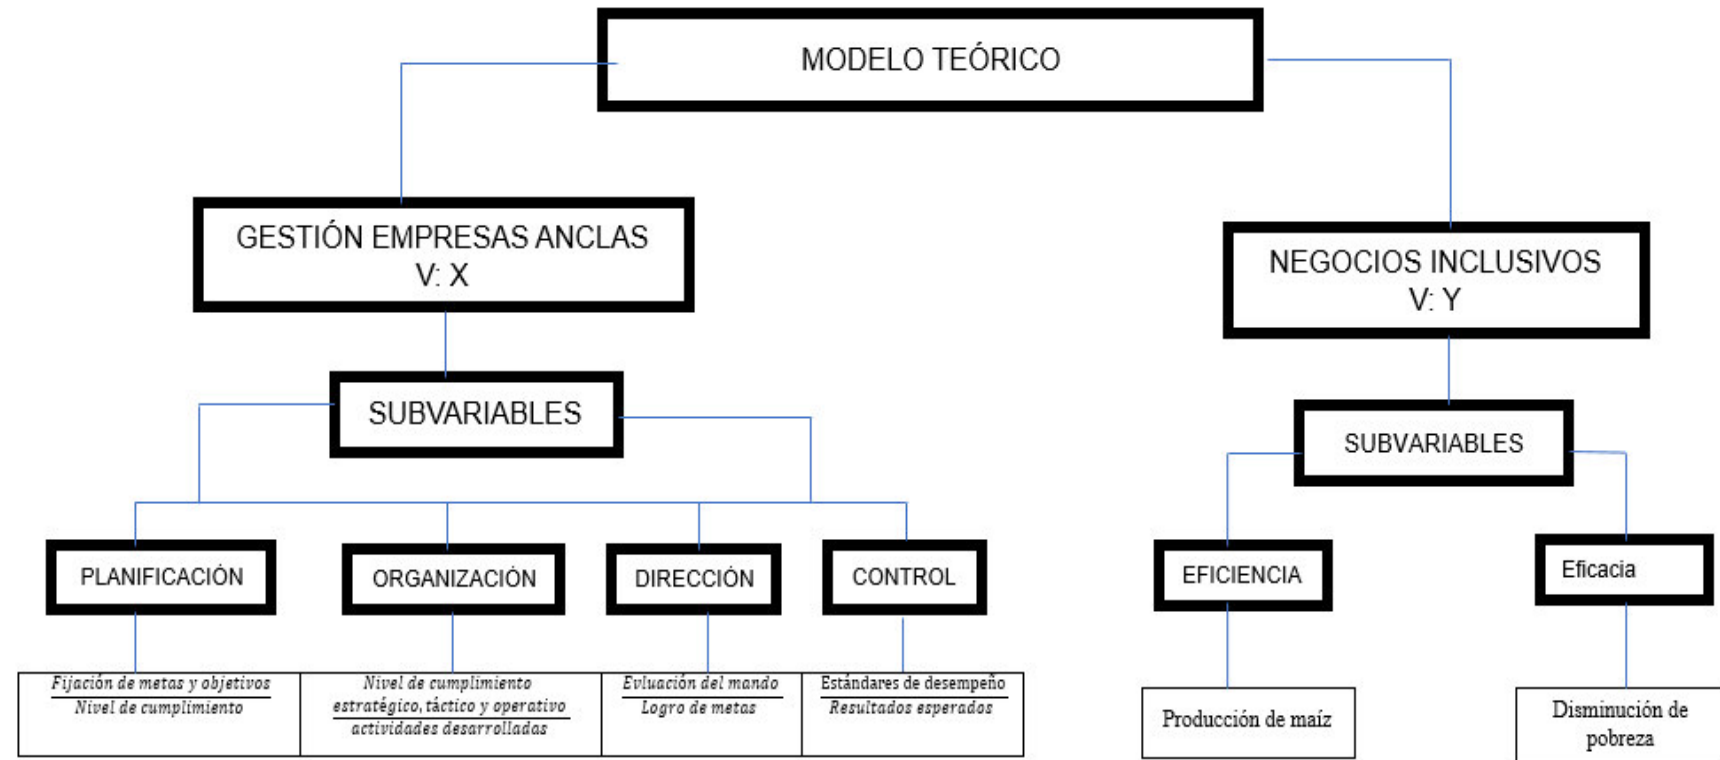 MODELO TEÓRICO
GESTIÓN EMPRESAS ANCLAS
V: X
NEGOCIOS INCLUSIVOS
V: Y
SUBVARIABLES
SUBVARIABLES
PLANIFICACIÓN
ORGANIZACIÓN
DIRECCIÓN
CONTROL
EFICIENCIA
Eficacia
Fijación de metas y objetivos
Nivel de cumplimiento
Nivel de cumplimiento
estratégico, táctico y operativo
actividades desarrolladas
Evluación del mando
Logro de metas
Estándares de desempeño
Resultados esperados
Producción de maíz
Disminución de
pobreza